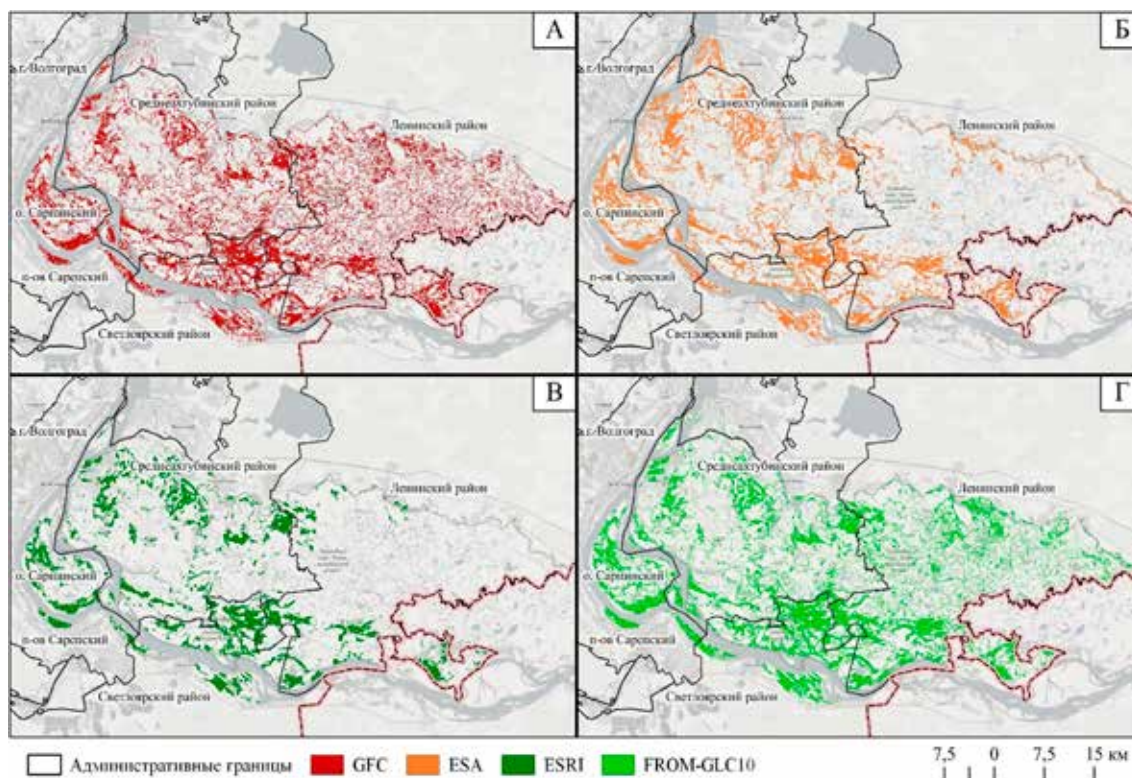 А
г. Волгоград
Среднеахтубинский район
Ленинский район
о. Сарпинский
п-ов Сарепский
Светлоярский район
Б
г. Волгоград
Среднеахтубинский район
Ленинский район
о. Сарпинский
п-ов Сарепский
Светлоярский район
В
г. Волгоград
Среднеахтубинский район
Ленинский район
о. Сарпинский
п-ов Сарепский
Светлоярский район
Г
г. Волгоград
Среднеахтубинский район
Ленинский район
о. Сарпинский
п-ов Сарепский
Светлоярский район
Административные границы GFC ESA ESRI FROM-GLC10
7,5 0 7,5 15 км